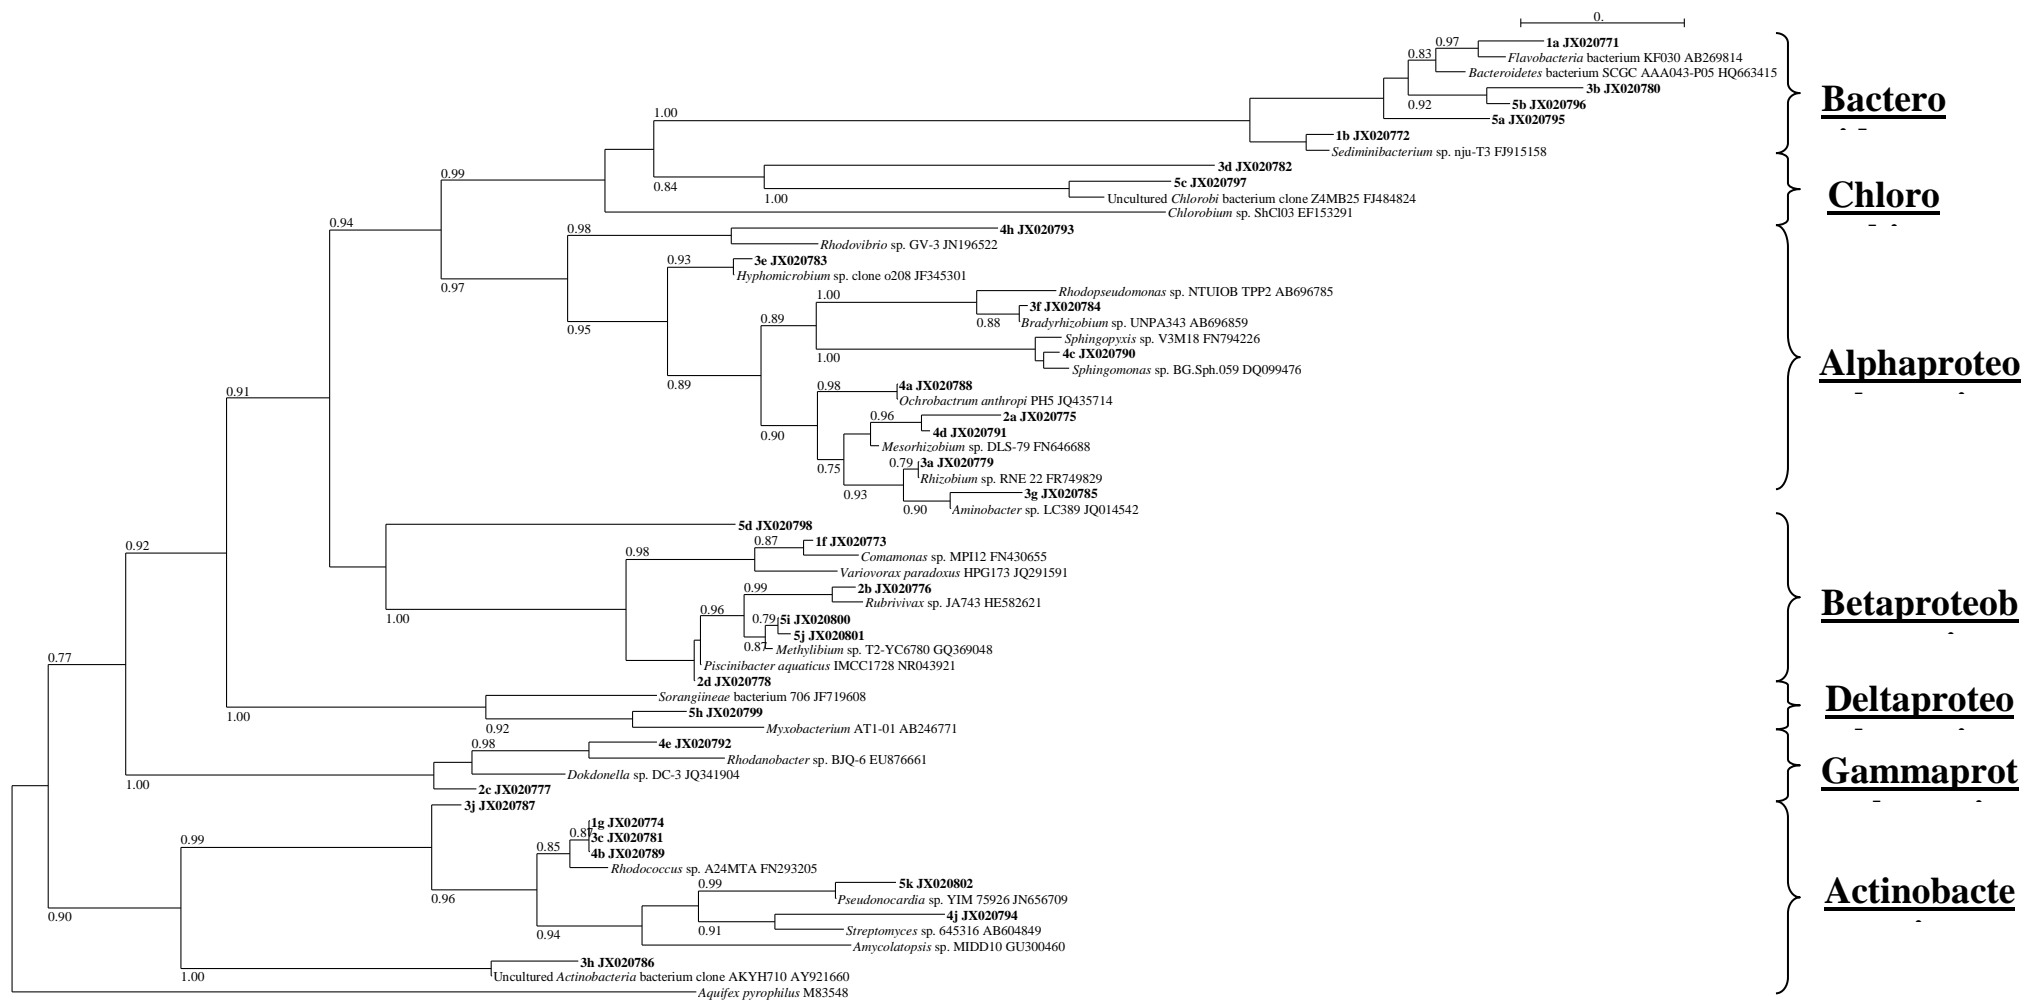 0.
0.97
1a JX020771
0.83
Flavobacteria bacterium KF030 AB269814
Bacteroidetes bacterium SCGC AAA043-P05 HQ663415
3b JX020780
0.92
5b JX020796
Bactero
1.00
5a JX020795
1b JX020772
Sediminibacterium sp. nju-T3 FJ915158
3d JX020782
0.99
0.84
5c JX020797
1.00
Uncultured Chlorobi bacterium clone Z4MB25 FJ484824
Chloro
Chlorobium sp. ShCl03 EF153291
0.94
0.98
4h JX020793
Rhodovibrio sp. GV-3 JN196522
0.93
3e JX020783
Hyphomicrobium sp. clone o208 JF345301
0.97
1.00
Rhodopseudomonas sp. NTUIOB TPP2 AB696785
3f JX020784
0.89
0.88
Bradyrhizobium sp. UNPA343 AB696859
0.95
Sphingopyxis sp. V3M18 FN794226
1.00
4c JX020790
Alphaproteo
Sphingomonas sp. BG.Sph.059 DQ099476
0.89
0.98
4a JX020788
0.91
Ochrobactrum anthropi PH5 JQ435714
0.96
2a JX020775
0.90
4d JX020791
Mesorhizobium sp. DLS-79 FN646688
0.75
0.79
3a JX020779
Rhizobium sp. RNE 22 FR749829
0.93
3g JX020785
0.90
Aminobacter sp. LC389 JQ014542
5d JX020798
0.92
0.98
0.87
1f JX020773
Comamonas sp. MPI12 FN430655
Variovorax paradoxus HPG173 JQ291591
0.99
2b JX020776
Rubrivivax sp. JA743 HE582621
Betaproteob
1.00
0.96
0.79
5i JX020800
5j JX020801
0.87
Methylibium sp. T2-YC6780 GQ369048
0.77
Piscinibacter aquaticus IMCC1728 NR043921
2d JX020778
Sorangiineae bacterium 706 JF719608
Deltaproteo
1.00
5h JX020799
0.92
Myxobacterium AT1-01 AB246771
0.98
4e JX020792
Rhodanobacter sp. BJQ-6 EU876661
Dokdonella sp. DC-3 JQ341904
Gammaprot
1.00
2c JX020777
3j JX020787
1g JX020774
0.99
0.87
3c JX020781
0.85
4b JX020789
Rhodococcus sp. A24MTA FN293205
0.99
5k JX020802
0.96
Pseudonocardia sp. YIM 75926 JN656709
Actinobacte
0.90
4j JX020794
0.94
0.91
Streptomyces sp. 645316 AB604849
Amycolatopsis sp. MIDD10 GU300460
3h JX020786
1.00
Uncultured Actinobacteria bacterium clone AKYH710 AY921660
Aquifex pyrophilus M83548